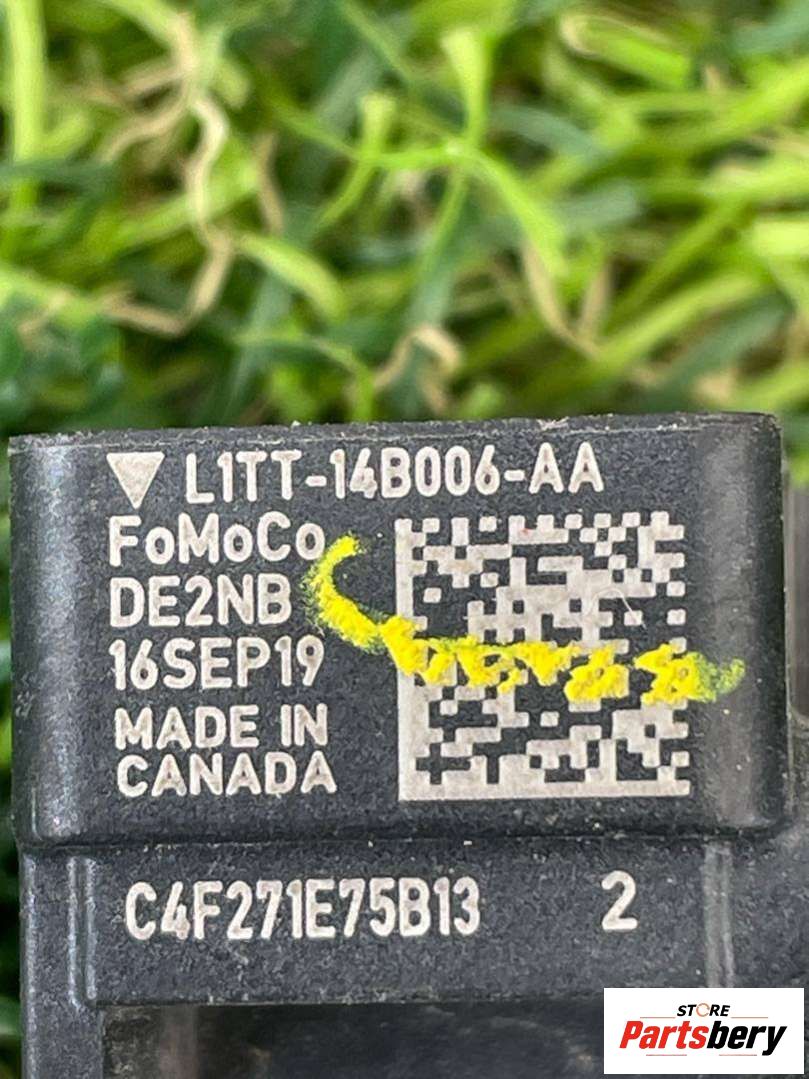 L1TT-14B006-AA
FoMoCo
DE2NB
16SEP19
MADE IN
CANADA
C4F271E75B13 2
STORE
Partsbery